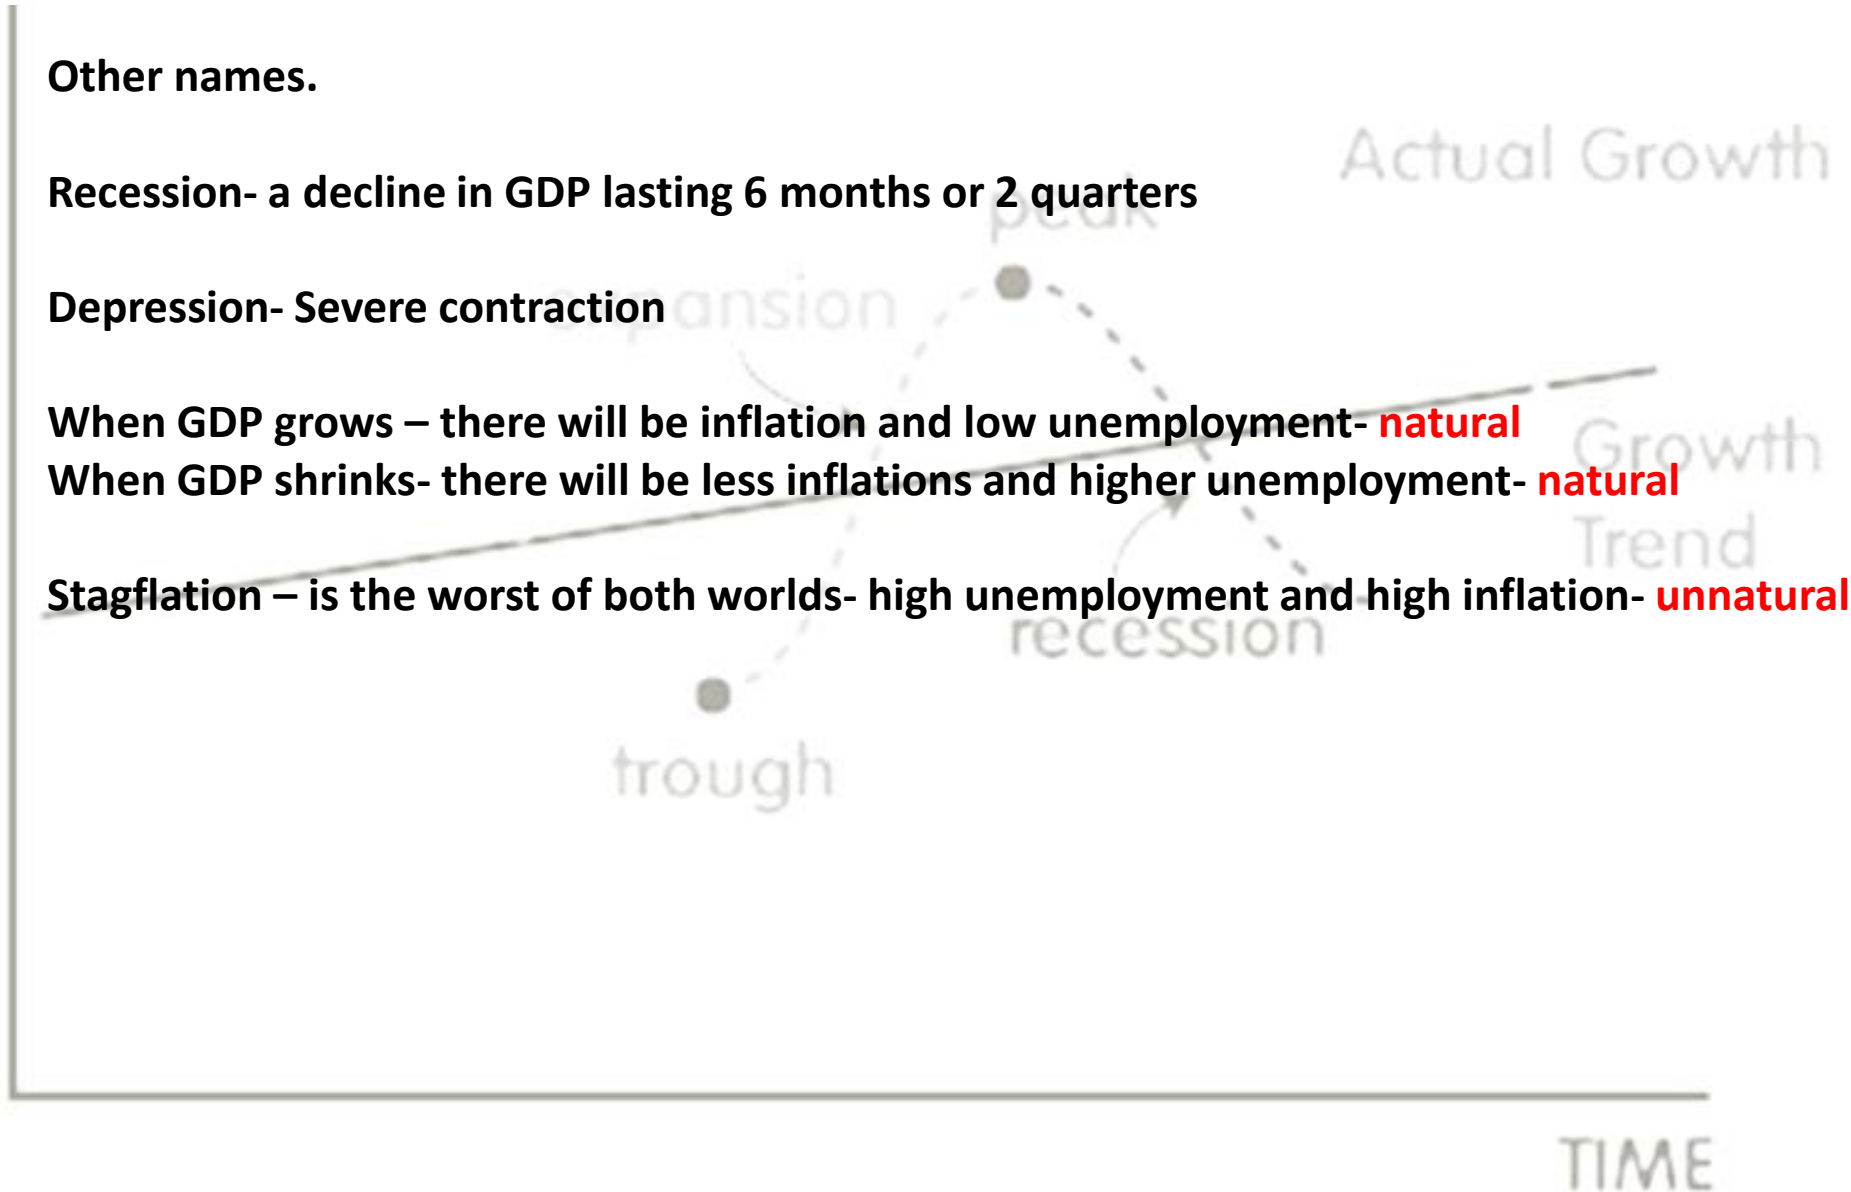 Other names.
Actual Growth
Recession- a decline in GDP lasting 6 months or 2 quarters
peak
Depression- Severe contraction
expansion
When GDP grows – there will be inflation and low unemployment- natural
When GDP shrinks- there will be less inflations and higher unemployment- natural
Growth
Trend
Stagflation – is the worst of both worlds- high unemployment and high inflation- unnatural
recession
trough
TIME